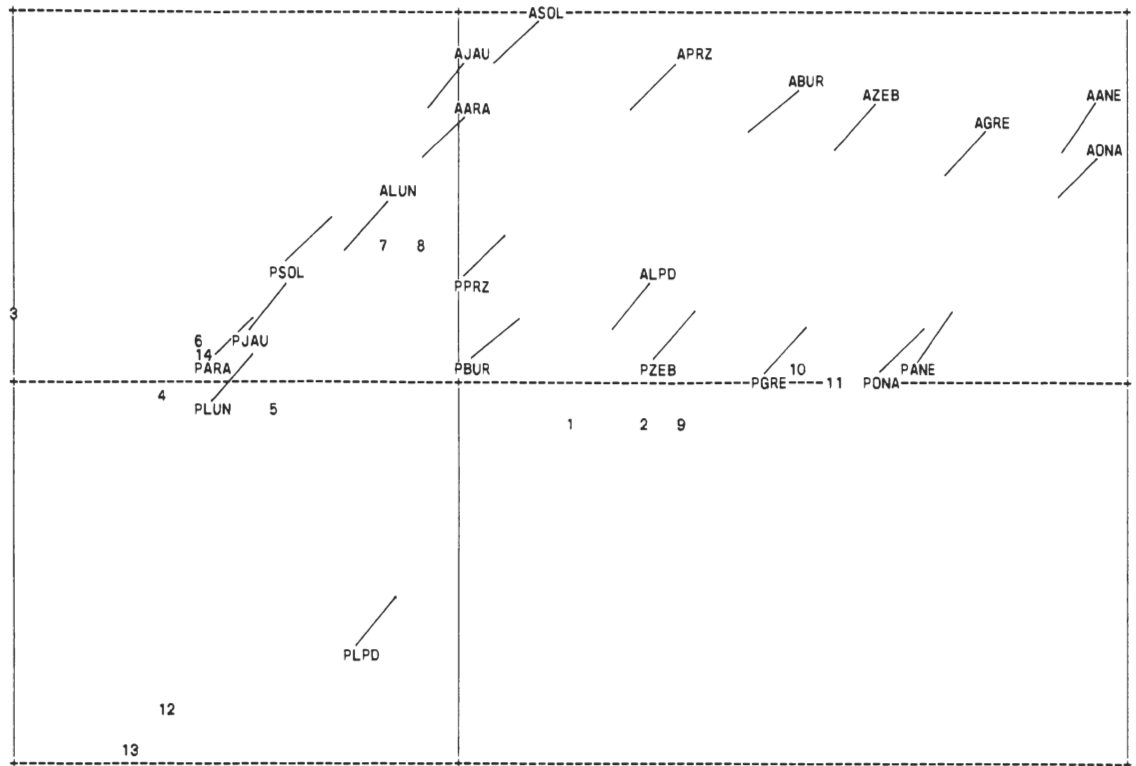 ASOL
AJAU
APRZ
ABUR
AZEB
AANE
AARA
AGRE
AONA
ALUN
7 8
PSOL
ALPD
PPRZ
3
6 PJAU
14
PARA PBUR PZEB 10 PANE
PGRE 11 PONA
4
PLUN 5
1 2 9
PLPD
12
13